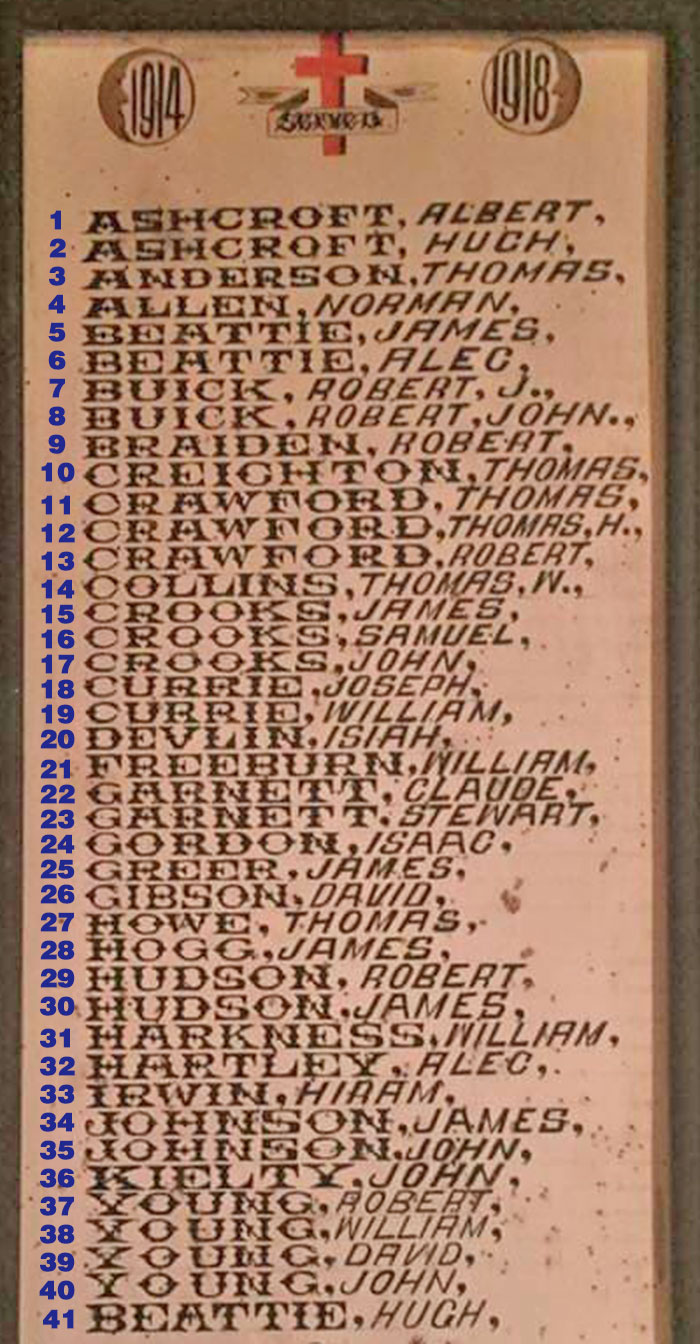 1914 1918
SERVED
1 ASHCROFT, ALBERT,
2 ASHCROFT, HUGH,
3 ANDERSON, THOMAS,
4 ALLEN, NORMAN,
5 BEATTIE, JAMES,
6 BEATTIE, ALEC,
7 BUICK, ROBERT, J.,
8 BUICK, ROBERT, JOHN.,
9 BRAIDEN, ROBERT,
10 CREIGHTON, THOMAS,
11 CRAWFORD, THOMAS,
12 CRAWFORD, THOMAS, H.,
13 CRAWFORD, ROBERT,
14 COLLINS, THOMAS, W.,
15 CROOKS, JAMES,
16 CROOKS, SAMUEL,
17 CROOKS, JOHN,
18 CURRIE, JOSEPH,
19 CURRIE, WILLIAM,
20 DEVLIN, ISIAH,
21 FREEBURN, WILLIAM,
22 GARNETT, CLAUDE,
23 GARNETT, STEWART,
24 GORDON, ISAAC,
25 GREER, JAMES,
26 GIBSON, DAVID,
27 HOWE, THOMAS,
28 HOGG, JAMES,
29 HUDSON, ROBERT,
30 HUDSON, JAMES,
31 HARKNESS, WILLIAM,
32 HARTLEY, ALEC,
33 IRWIN, HIRAM,
34 JOHNSON, JAMES,
35 JOHNSON, JOHN,
36 KIELTY, JOHN,
37 YOUNG, ROBERT,
38 YOUNG, WILLIAM,
39 YOUNG, DAVID,
40 YOUNG, JOHN,
41 BEATTIE, HUGH,